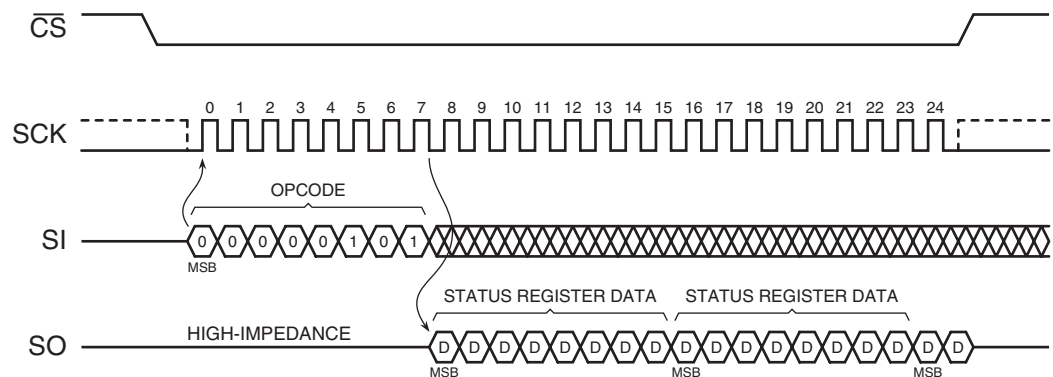 C̅S̅
0 1 2 3 4 5 6 7 8 9 10 11 12 13 14 15 16 17 18 19 20 21 22 23 24
SCK
OPCODE
SI 0 0 0 0 0 1 0 1
MSB
STATUS REGISTER DATA STATUS REGISTER DATA
HIGH-IMPEDANCE
SO D D D D D D D D D D D D D D D D D D
MSB MSB MSB